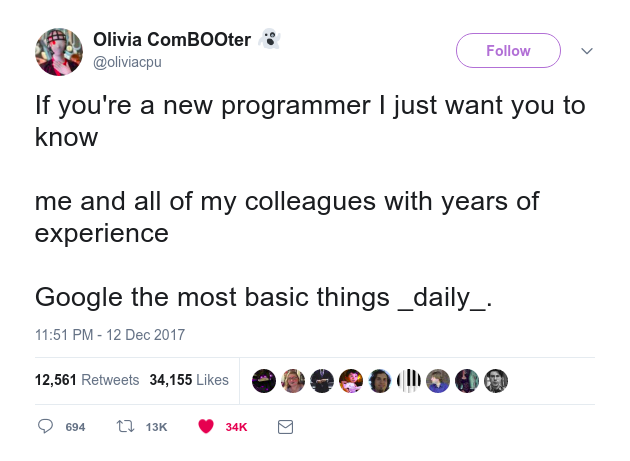 Olivia ComBOOter 👻
@oliviacpu
Follow
If you're a new programmer I just want you to
know
me and all of my colleagues with years of
experience
Google the most basic things _daily_.
11:51 PM - 12 Dec 2017
12,561 Retweets 34,155 Likes
694 13K 34K